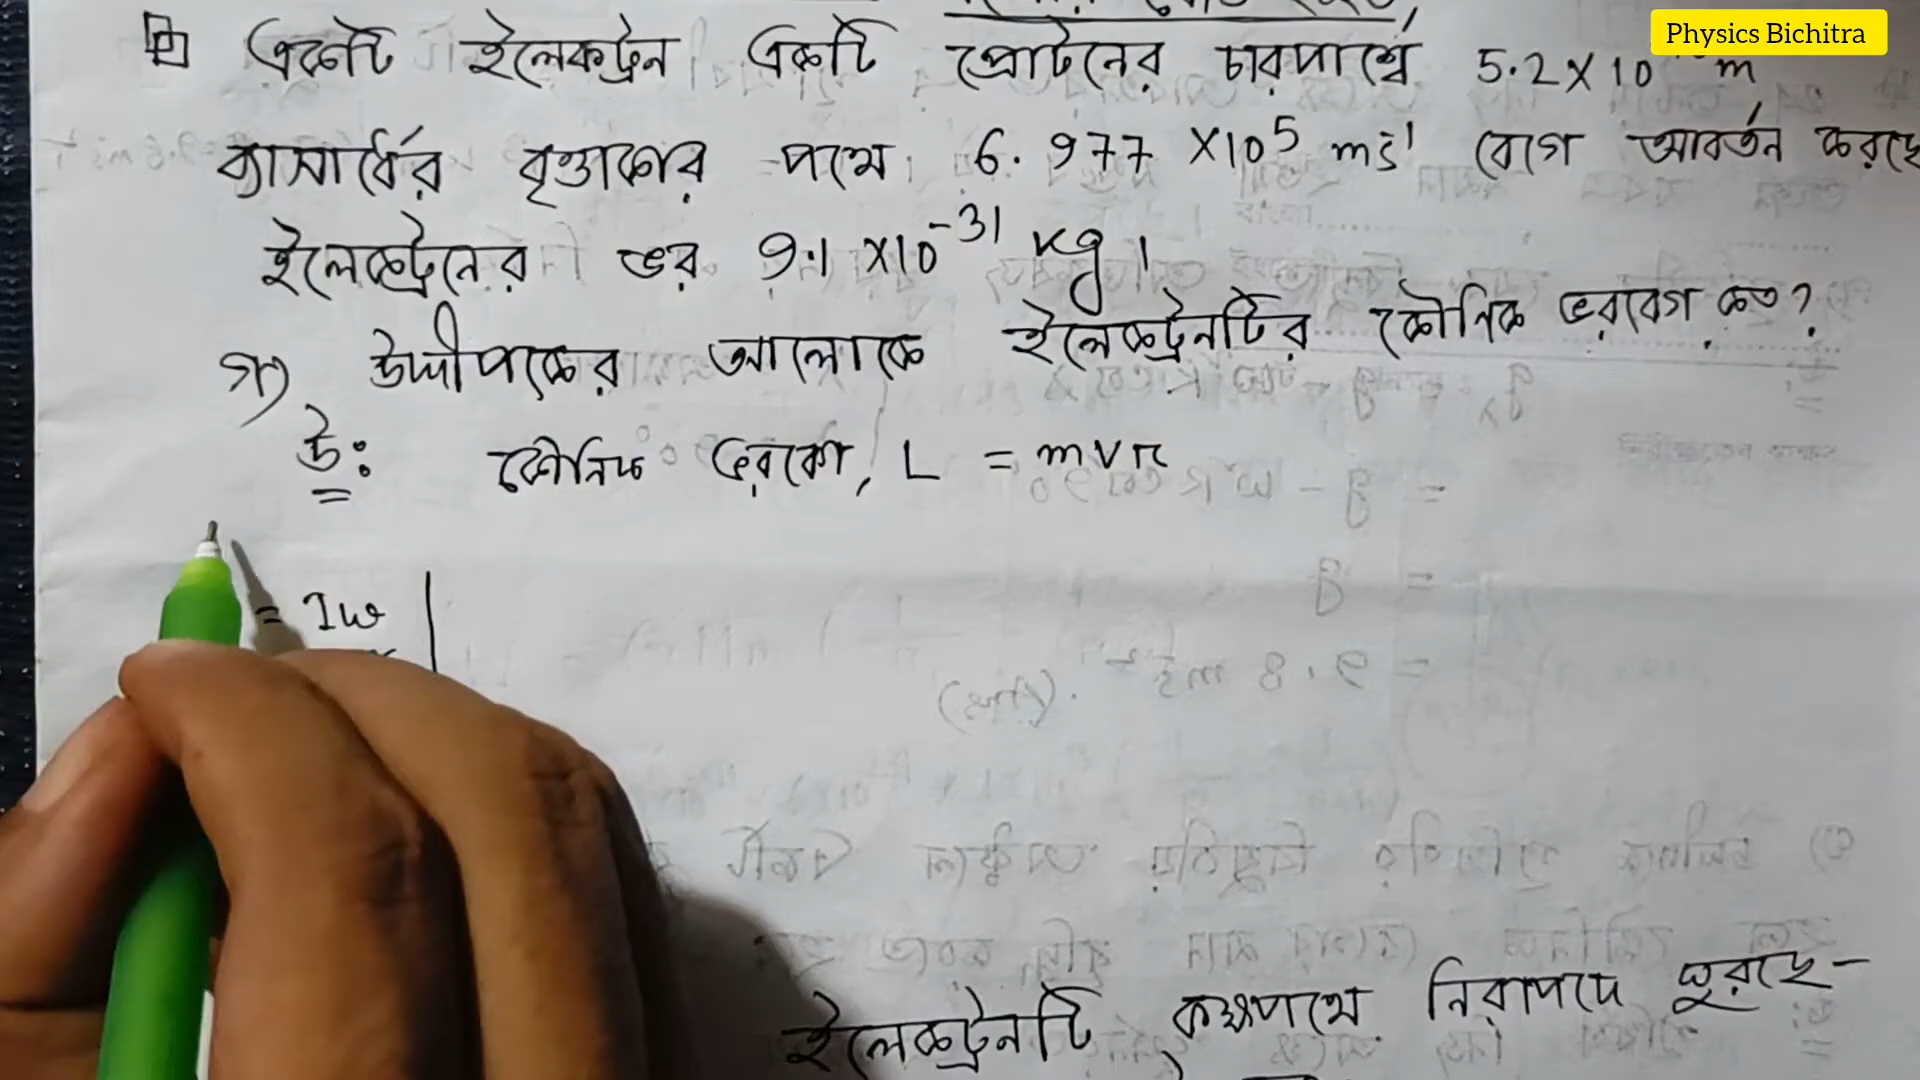 Physics Bichitra
একটি ইলেকট্রন একটি প্রোটনের চারপার্শ্বে 5.2 × 10 m
ব্যাসার্ধের বৃত্তাকার পথে 6.977 × 10⁵ ms⁻¹ বেগে আবর্তন করছে
ইলেকট্রনের ভর 9.1 × 10⁻³¹ kg ।
গ) উদ্দীপকের আলোকে ইলেকট্রনটির কৌনিক ভরবেগ কত?
উঃ কৌনিক ভরবেগ, L = mvr
= Iω
ইলেকট্রনটি কক্ষপথে নিরাপদে ঘুরছে-